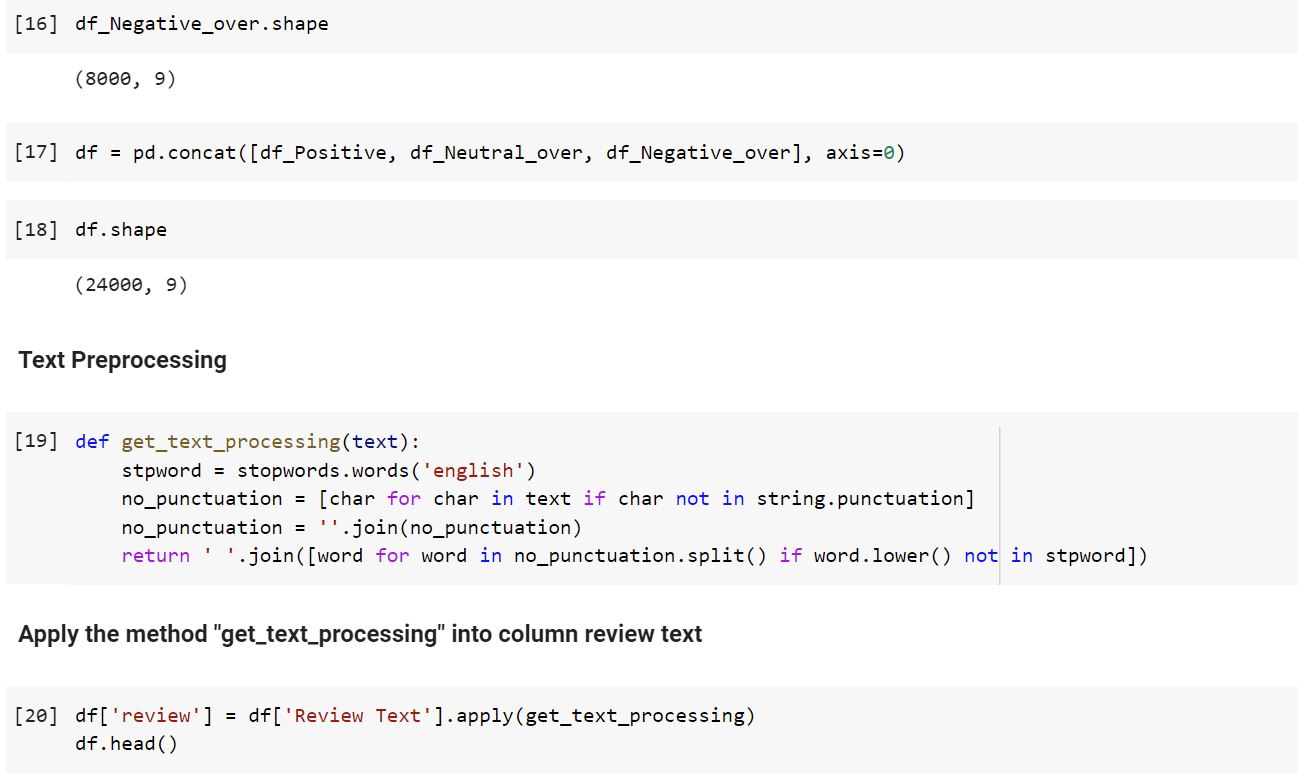 [16] df_Negative_over.shape
(8000, 9)
[17] df = pd.concat([df_Positive, df_Neutral_over, df_Negative_over], axis=0)
[18] df.shape
(24000, 9)
Text Preprocessing
[19] def get_text_processing(text):
    stpword = stopwords.words('english')
    no_punctuation = [char for char in text if char not in string.punctuation]
    no_punctuation = ''.join(no_punctuation)
    return ' '.join([word for word in no_punctuation.split() if word.lower() not in stpword])
Apply the method "get_text_processing" into column review text
[20] df['review'] = df['Review Text'].apply(get_text_processing)
df.head()